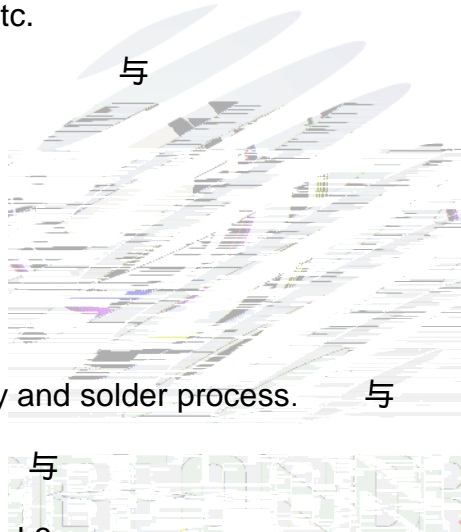 tc.
与
y and solder process. 与
与